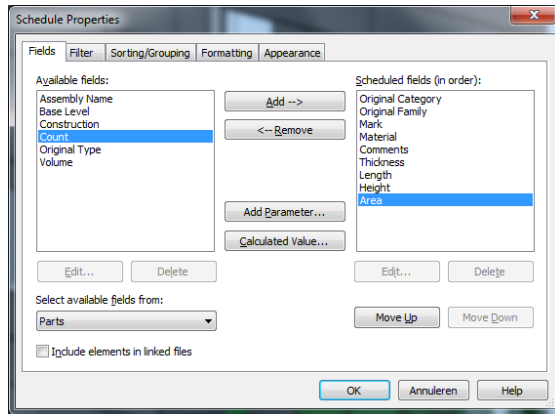 Schedule Properties
Fields Filter Sorting/Grouping Formatting Appearance
Available fields:
Assembly Name
Base Level
Construction
Count
Original Type
Volume
Add -->
<-- Remove
Add Parameter...
Calculated Value...
Scheduled fields (in order):
Original Category
Original Family
Mark
Material
Comments
Thickness
Length
Height
Area
Edit... Delete
Edit... Delete
Select available fields from:
Parts
Move Up Move Down
Include elements in linked files
OK Annuleren Help